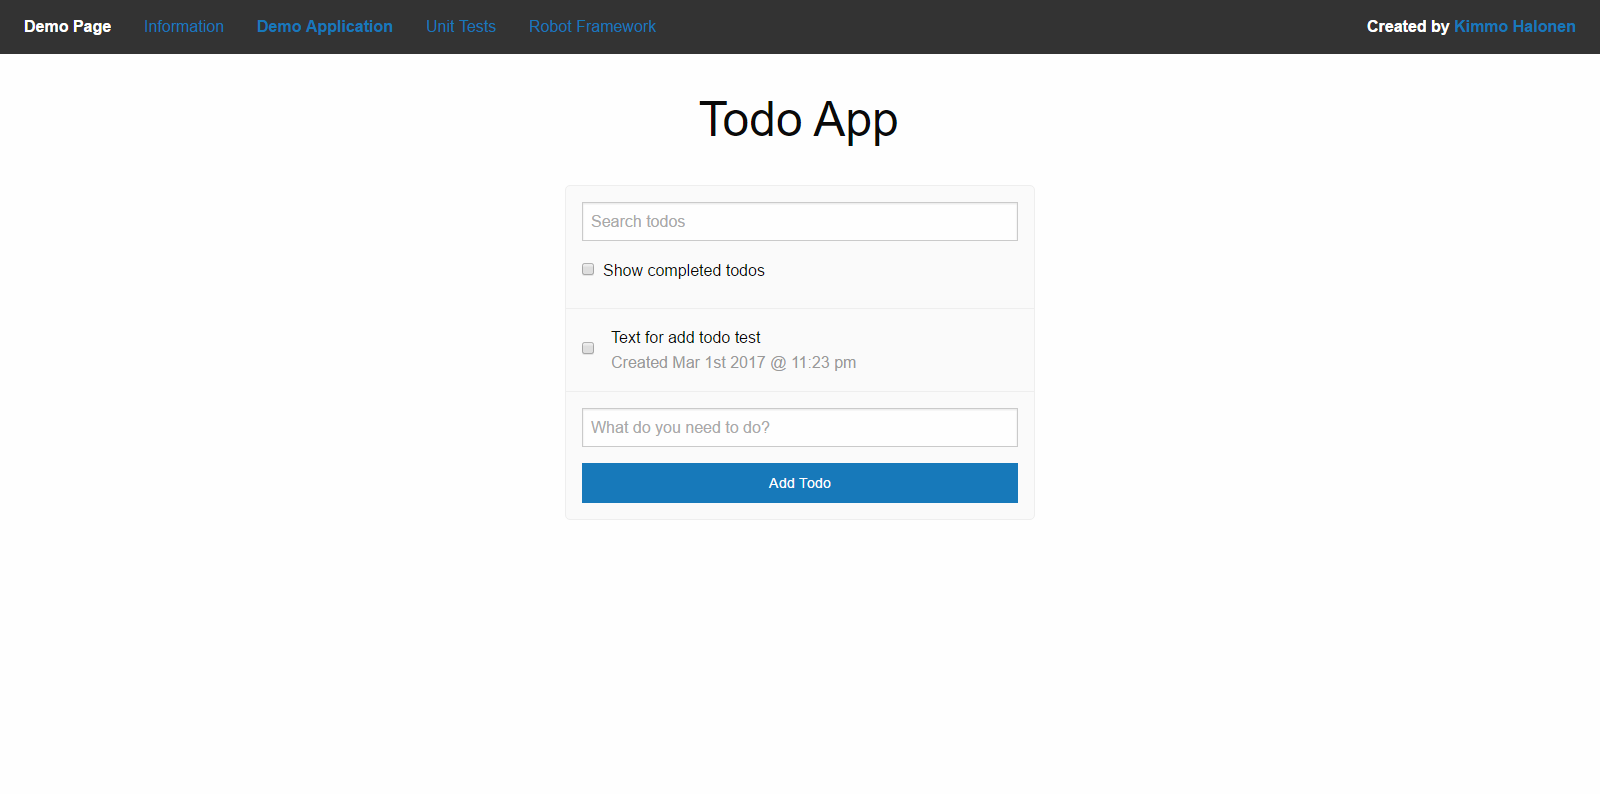 Demo Page Information Demo Application Unit Tests Robot Framework Created by Kimmo Halonen
Todo App
Search todos
Show completed todos
Text for add todo test
Created Mar 1st 2017 @ 11:23 pm
What do you need to do?
Add Todo